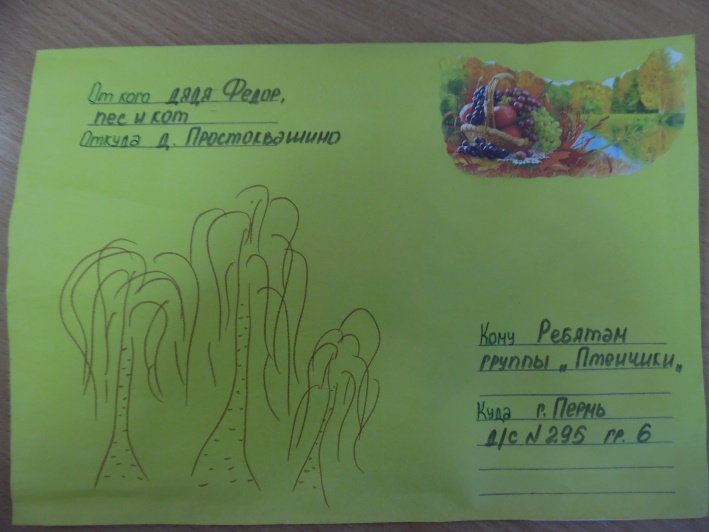 От кого дядя Федор,
пес и кот
Откуда д. Простоквашино
Кому Ребятам
группы „Птенчики„
Куда г. Пермь
д/с N 295 гр. 6